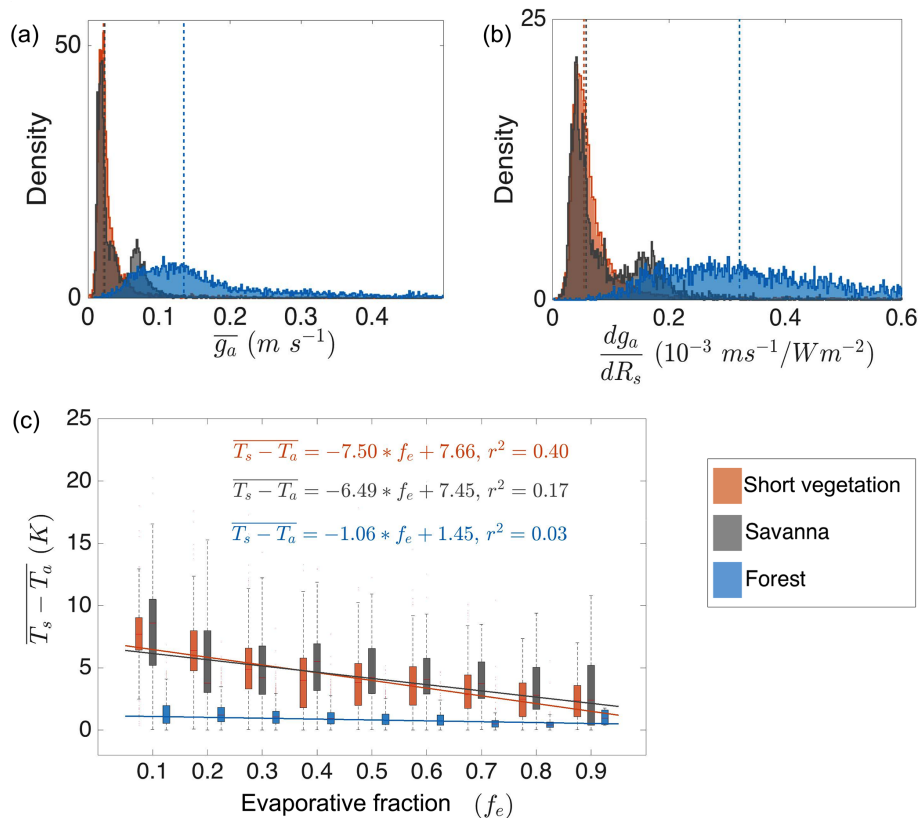 (a)
50
0
Density
0 0.1 0.2 0.3 0.4
$\overline{g_a}$ (m s⁻¹)
(b)
25
0
Density
0 0.2 0.4 0.6
$\frac{dg_a}{dR_s}$ (10⁻³ ms⁻¹/Wm⁻²)
(c)
25
20
15
10
5
0
$\overline{T_s - T_a}$ (K)
$\overline{T_s - T_a}$ = −7.50 * f_e + 7.66, r² = 0.40
$\overline{T_s - T_a}$ = −6.49 * f_e + 7.45, r² = 0.17
$\overline{T_s - T_a}$ = −1.06 * f_e + 1.45, r² = 0.03
0.1 0.2 0.3 0.4 0.5 0.6 0.7 0.8 0.9
Evaporative fraction (f_e)
Short vegetation
Savanna
Forest